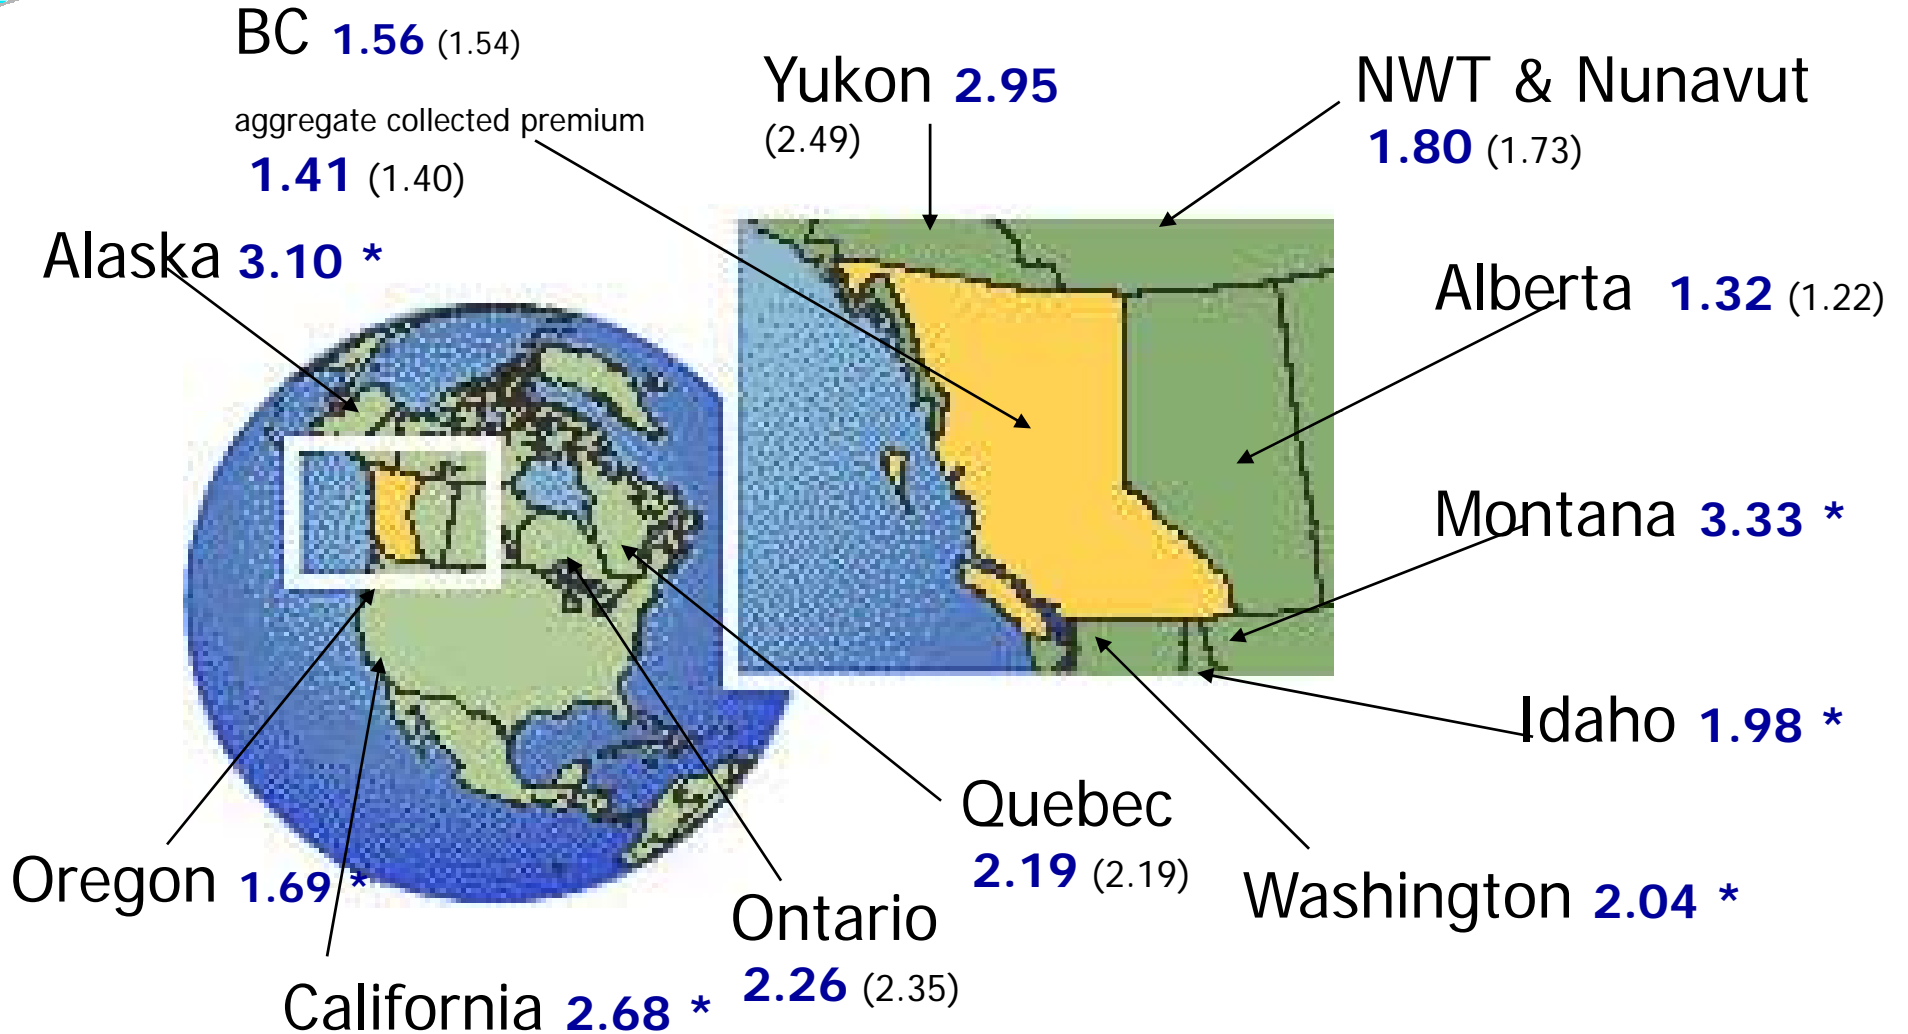 BC 1.56 (1.54)
aggregate collected premium
1.41 (1.40)
Yukon 2.95
(2.49)
NWT & Nunavut
1.80 (1.73)
Alaska 3.10 *
Alberta 1.32 (1.22)
Montana 3.33 *
Idaho 1.98 *
Quebec
2.19 (2.19)
Washington 2.04 *
Oregon 1.69 *
Ontario
2.26 (2.35)
California 2.68 *